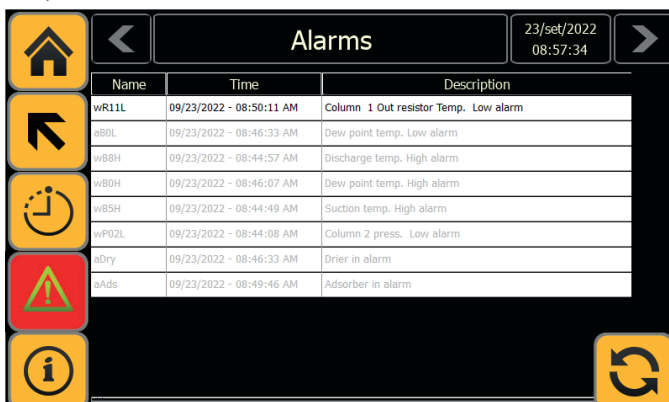 Alarms
23/set/2022
08:57:34
Name Time Description
wR11L 09/23/2022 - 08:50:11 AM Column 1 Out resistor Temp. Low alarm
aB0L 09/23/2022 - 08:46:33 AM Dew point temp. Low alarm
wB8H 09/23/2022 - 08:44:57 AM Discharge temp. High alarm
wB0H 09/23/2022 - 08:46:07 AM Dew point temp. High alarm
wB5H 09/23/2022 - 08:44:49 AM Suction temp. High alarm
wP02L 09/23/2022 - 08:44:08 AM Column 2 press. Low alarm
aDry 09/23/2022 - 08:46:33 AM Drier in alarm
aAds 09/23/2022 - 08:49:46 AM Adsorber in alarm